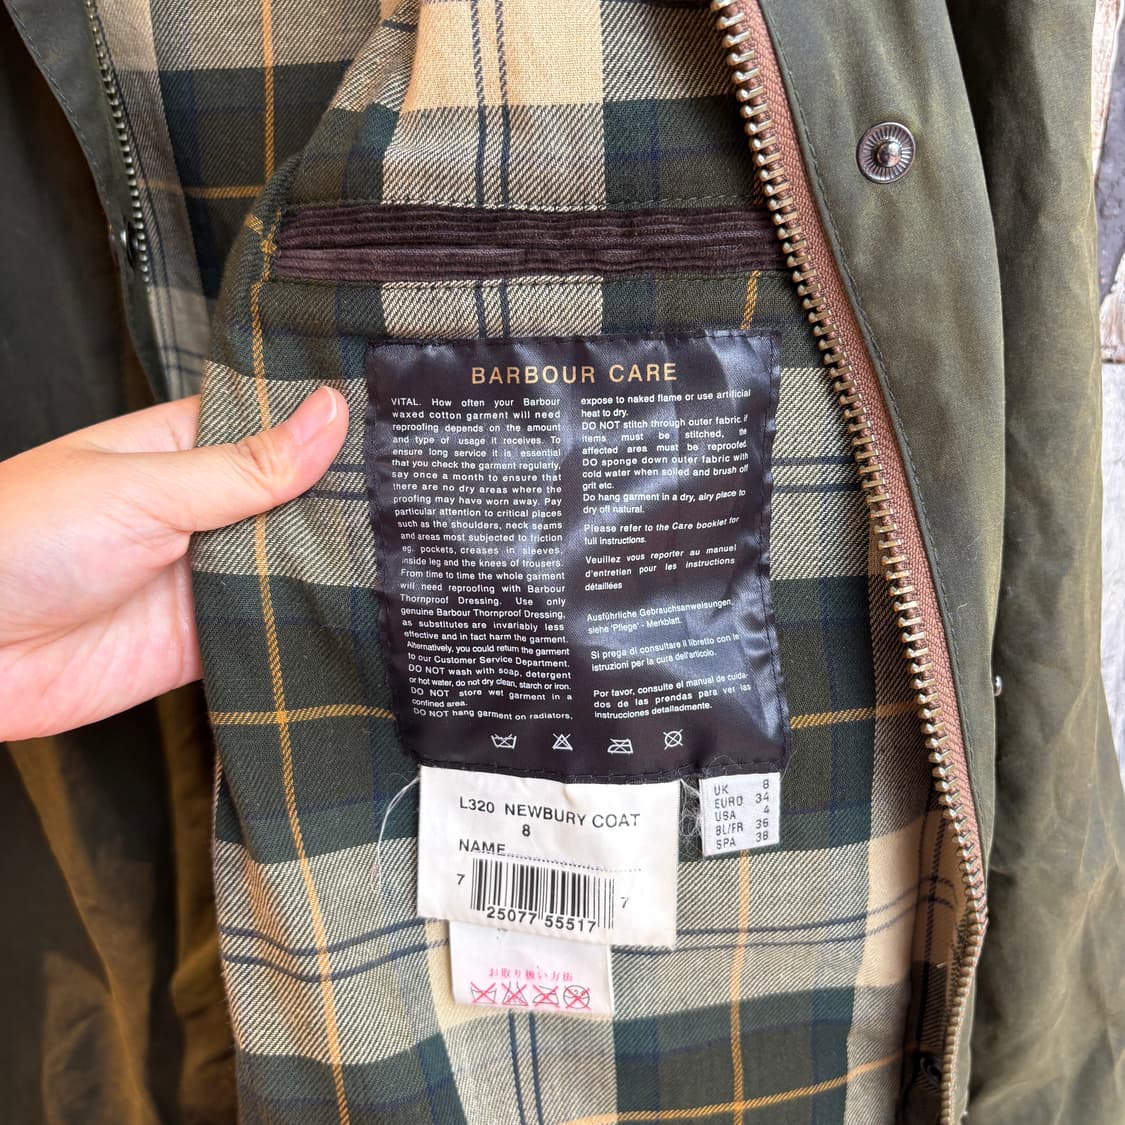 BARBOUR CARE
VITAL. How often your Barbour
waxed cotton garment will need
reproofing depends on the amount
and type of usage it receives. To
ensure long service it is essential
that you check the garment regularly,
say once a month to ensure that
there are no dry areas where the
proofing may have worn away. Pay
particular attention to critical places
such as the shoulders, neck seams
and areas most subjected to friction
eg. pockets, creases in sleeves,
inside leg and the knees of trousers.
From time to time the whole garment
will need reproofing with Barbour
Thornproof Dressing. Use only
genuine Barbour Thornproof Dressing,
as substitutes are invariably less
effective and in fact harm the garment.
Alternatively, you could return the garment
to our Customer Service Department.
DO NOT wash with soap, detergent
or hot water, do not dry clean, starch or iron.
DO NOT store wet garment in a
confined area.
DO NOT hang garment on radiators,
expose to naked flame or use artificial
heat to dry.
DO NOT stitch through outer fabric if
items must be stitched, the
affected area must be reproofed.
DO sponge down outer fabric with
cold water when soiled and brush off
grit etc.
Do hang garment in a dry, airy place to
dry off natural.
Please refer to the Care booklet for
full instructions.
Veuillez vous reporter au manuel
d'entretien pour les instructions
détaillées
Ausführliche Gebrauchsanweisungen,
siehe 'Pflege' - Merkblatt.
Si prega di consultare il libretto con le
istruzioni per la cura dell'articolo.
Por favor, consulte el manual de cuida-
dos de las prendas para ver las
instrucciones detalladmente.
L320 NEWBURY COAT
8
NAME
7 25077 55517 7
UK 8
EURO 34
USA 4
BL/FR 36
SPA 38
お取り扱い方法